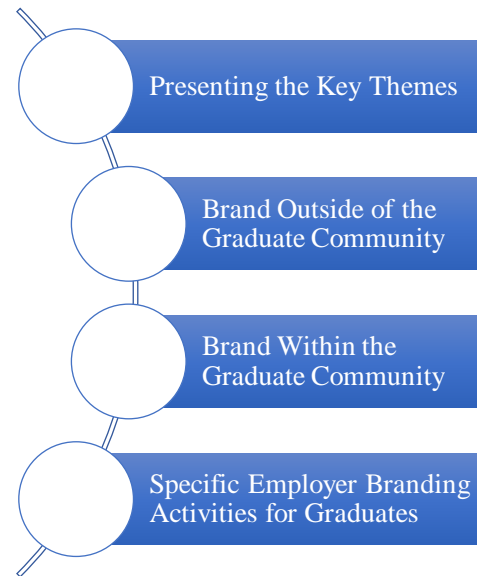 Presenting the Key Themes
Brand Outside of the
Graduate Community
Brand Within the
Graduate Community
Specific Employer Branding
Activities for Graduates